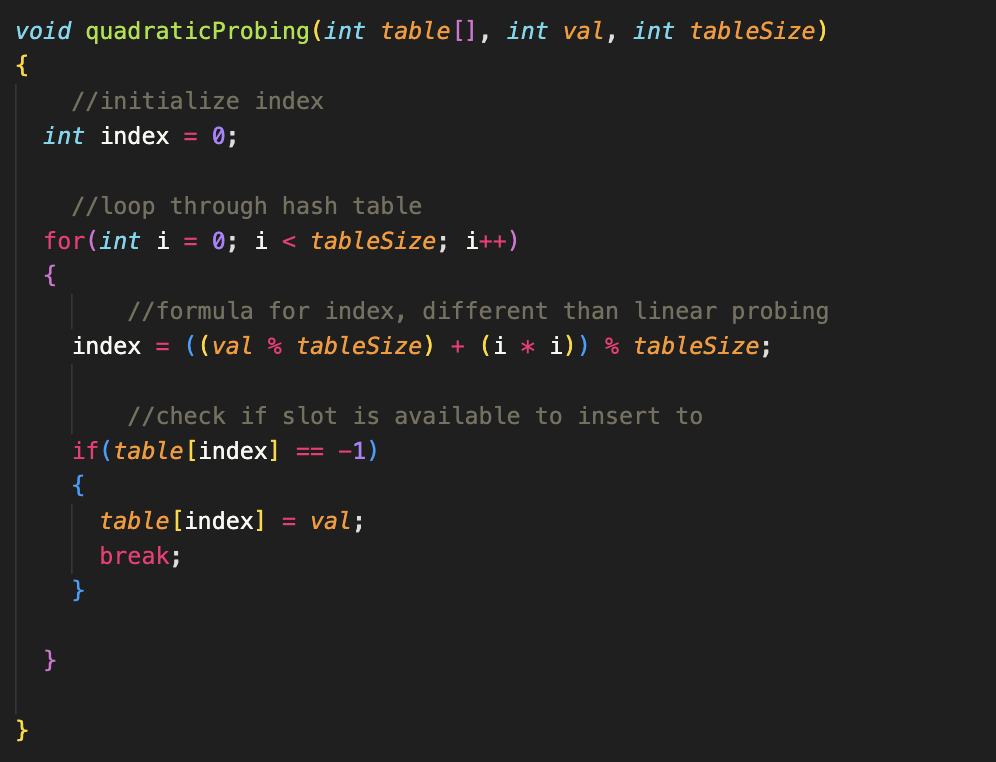 void quadraticProbing(int table[], int val, int tableSize)
{
//initialize index
int index = 0;
//loop through hash table
for(int i = 0; i < tableSize; i++)
{
//formula for index, different than linear probing
index = ((val % tableSize) + (i * i)) % tableSize;
//check if slot is available to insert to
if(table[index] == -1)
{
table[index] = val;
break;
}
}
}